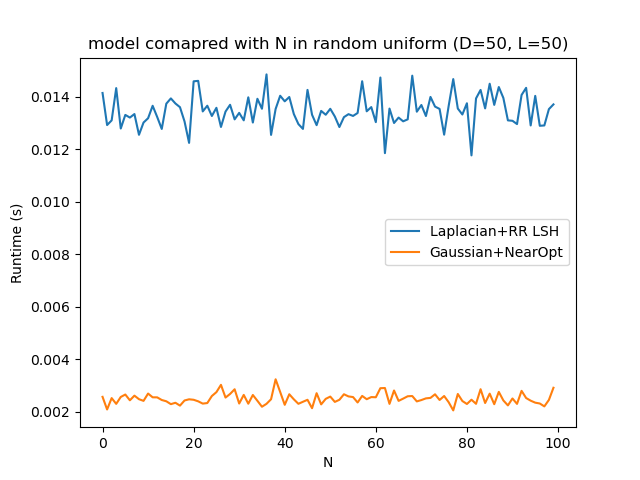 model comapred with N in random uniform (D=50, L=50)
Runtime (s)
0.014
0.012
0.010
0.008
0.006
0.004
0.002
Laplacian+RR LSH
Gaussian+NearOpt
0 20 40 60 80 100
N